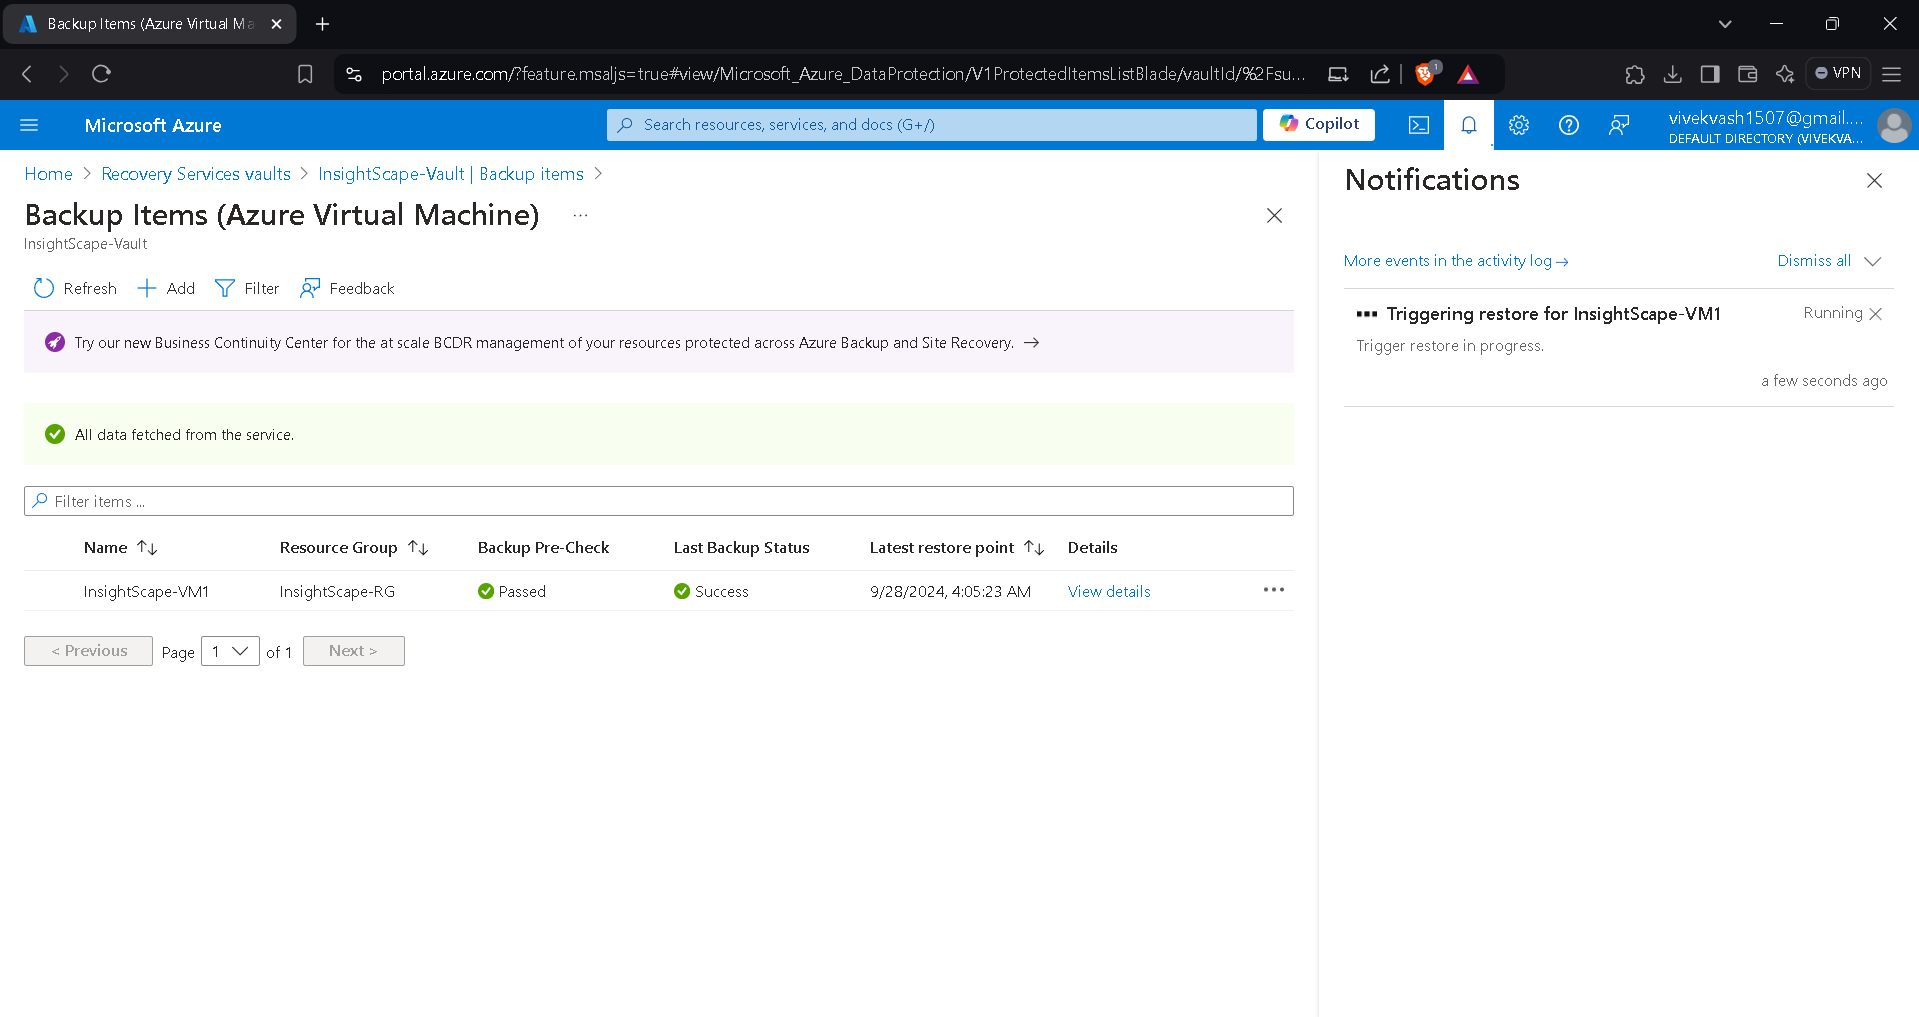 Backup Items (Azure Virtual Ma
portal.azure.com/?feature.msaljs=true#view/Microsoft_Azure_DataProtection/V1ProtectedItemsListBlade/vaultId/%2Fsu...
1
VPN
Microsoft Azure
Search resources, services, and docs (G+/)
Copilot
vivekvash1507@gmail....
DEFAULT DIRECTORY (VIVEKVA...
Home > Recovery Services vaults > InsightScape-Vault | Backup items >
Backup Items (Azure Virtual Machine) ...
InsightScape-Vault
Refresh Add Filter Feedback
Try our new Business Continuity Center for the at scale BCDR management of your resources protected across Azure Backup and Site Recovery. →
All data fetched from the service.
Filter items ...
Name ↑↓ Resource Group ↑↓ Backup Pre-Check Last Backup Status Latest restore point ↑↓ Details
InsightScape-VM1 InsightScape-RG Passed Success 9/28/2024, 4:05:23 AM View details ...
< Previous Page 1 of 1 Next >
Notifications
More events in the activity log →
Dismiss all
Triggering restore for InsightScape-VM1
Running
Trigger restore in progress.
a few seconds ago